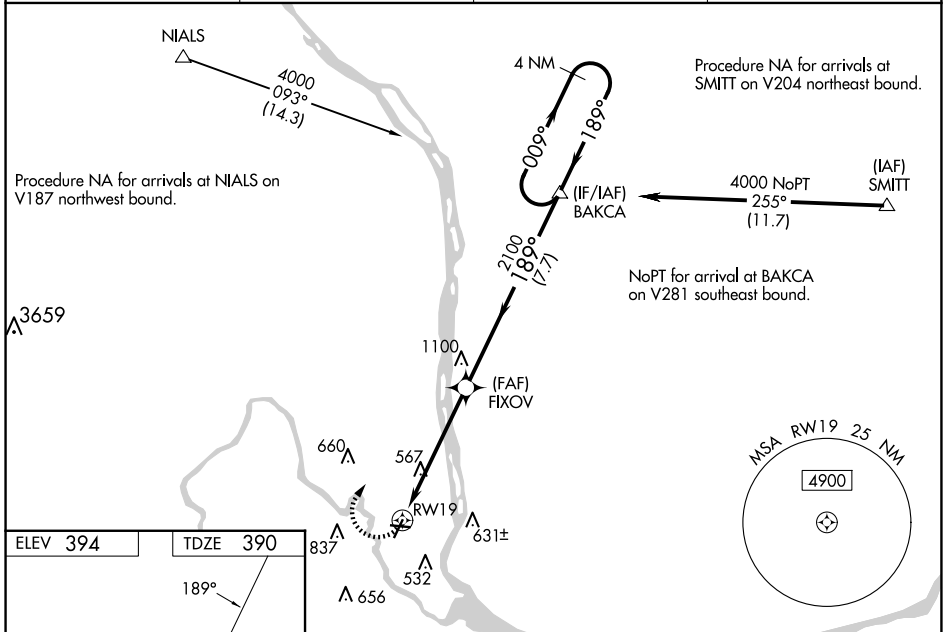 NIALS
4000
093°
(14.3)
4 NM
009°
189°
Procedure NA for arrivals at
SMITT on V204 northeast bound.
Procedure NA for arrivals at NIALS on
V187 northwest bound.
(IF/IAF)
BAKCA
4000 NoPT
255°
(11.7)
(IAF)
SMITT
2100
189°
(7.7)
NoPT for arrival at BAKCA
on V281 southeast bound.
3659
1100
(FAF)
FIXOV
660
567
RW19
837
631±
532
656
MSA RW19 25 NM
4900
ELEV 394
TDZE 390
189°